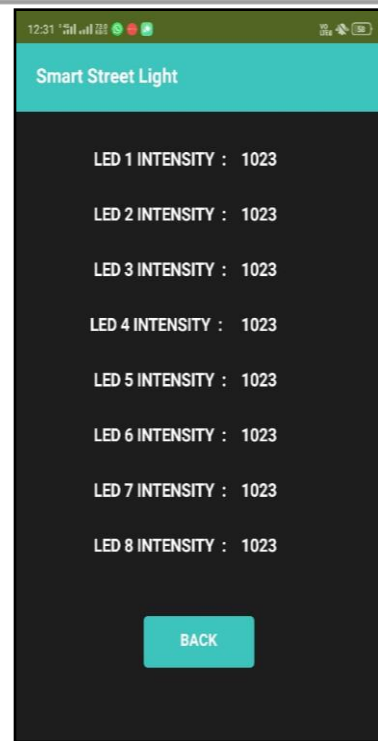 12:31
Smart Street Light
LED 1 INTENSITY : 1023
LED 2 INTENSITY : 1023
LED 3 INTENSITY : 1023
LED 4 INTENSITY : 1023
LED 5 INTENSITY : 1023
LED 6 INTENSITY : 1023
LED 7 INTENSITY : 1023
LED 8 INTENSITY : 1023
BACK